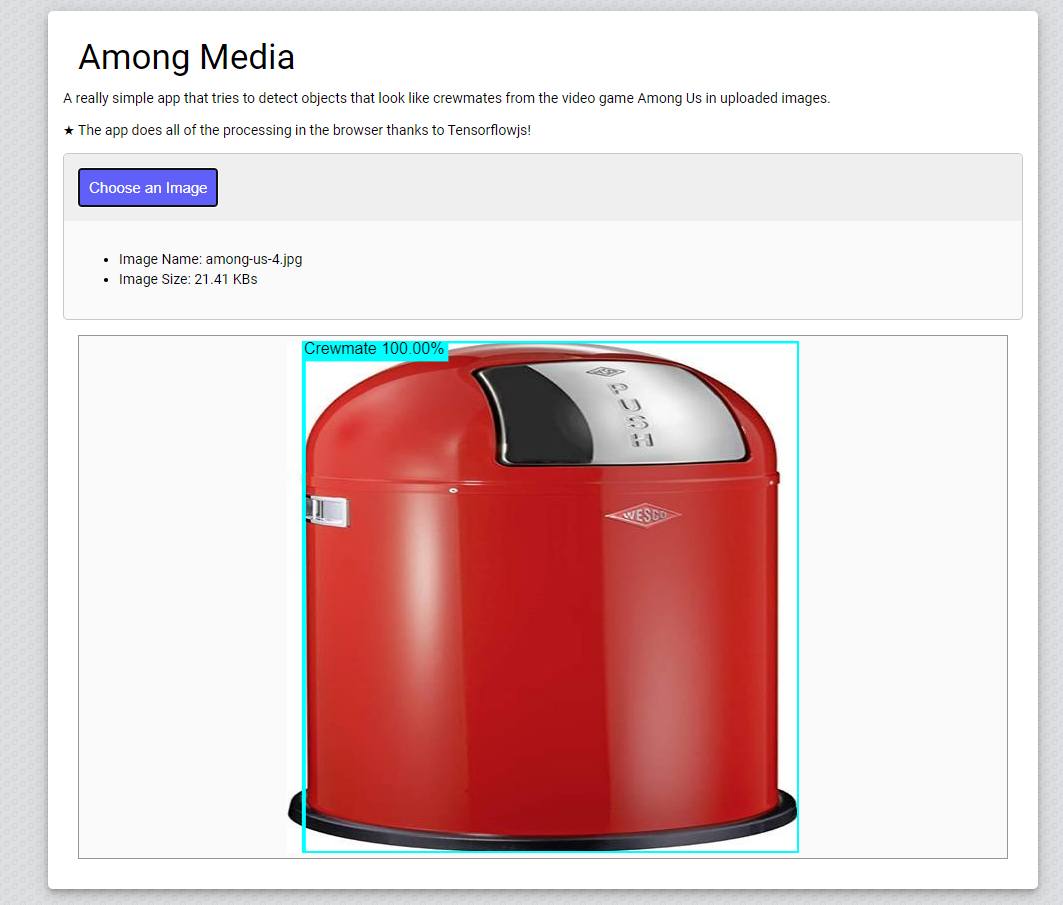 Among Media
A really simple app that tries to detect objects that look like crewmates from the video game Among Us in uploaded images.
★ The app does all of the processing in the browser thanks to Tensorflowjs!
Choose an Image
Image Name: among-us-4.jpg
Image Size: 21.41 KBs
Crewmate 100.00%
PUSH
WESCO